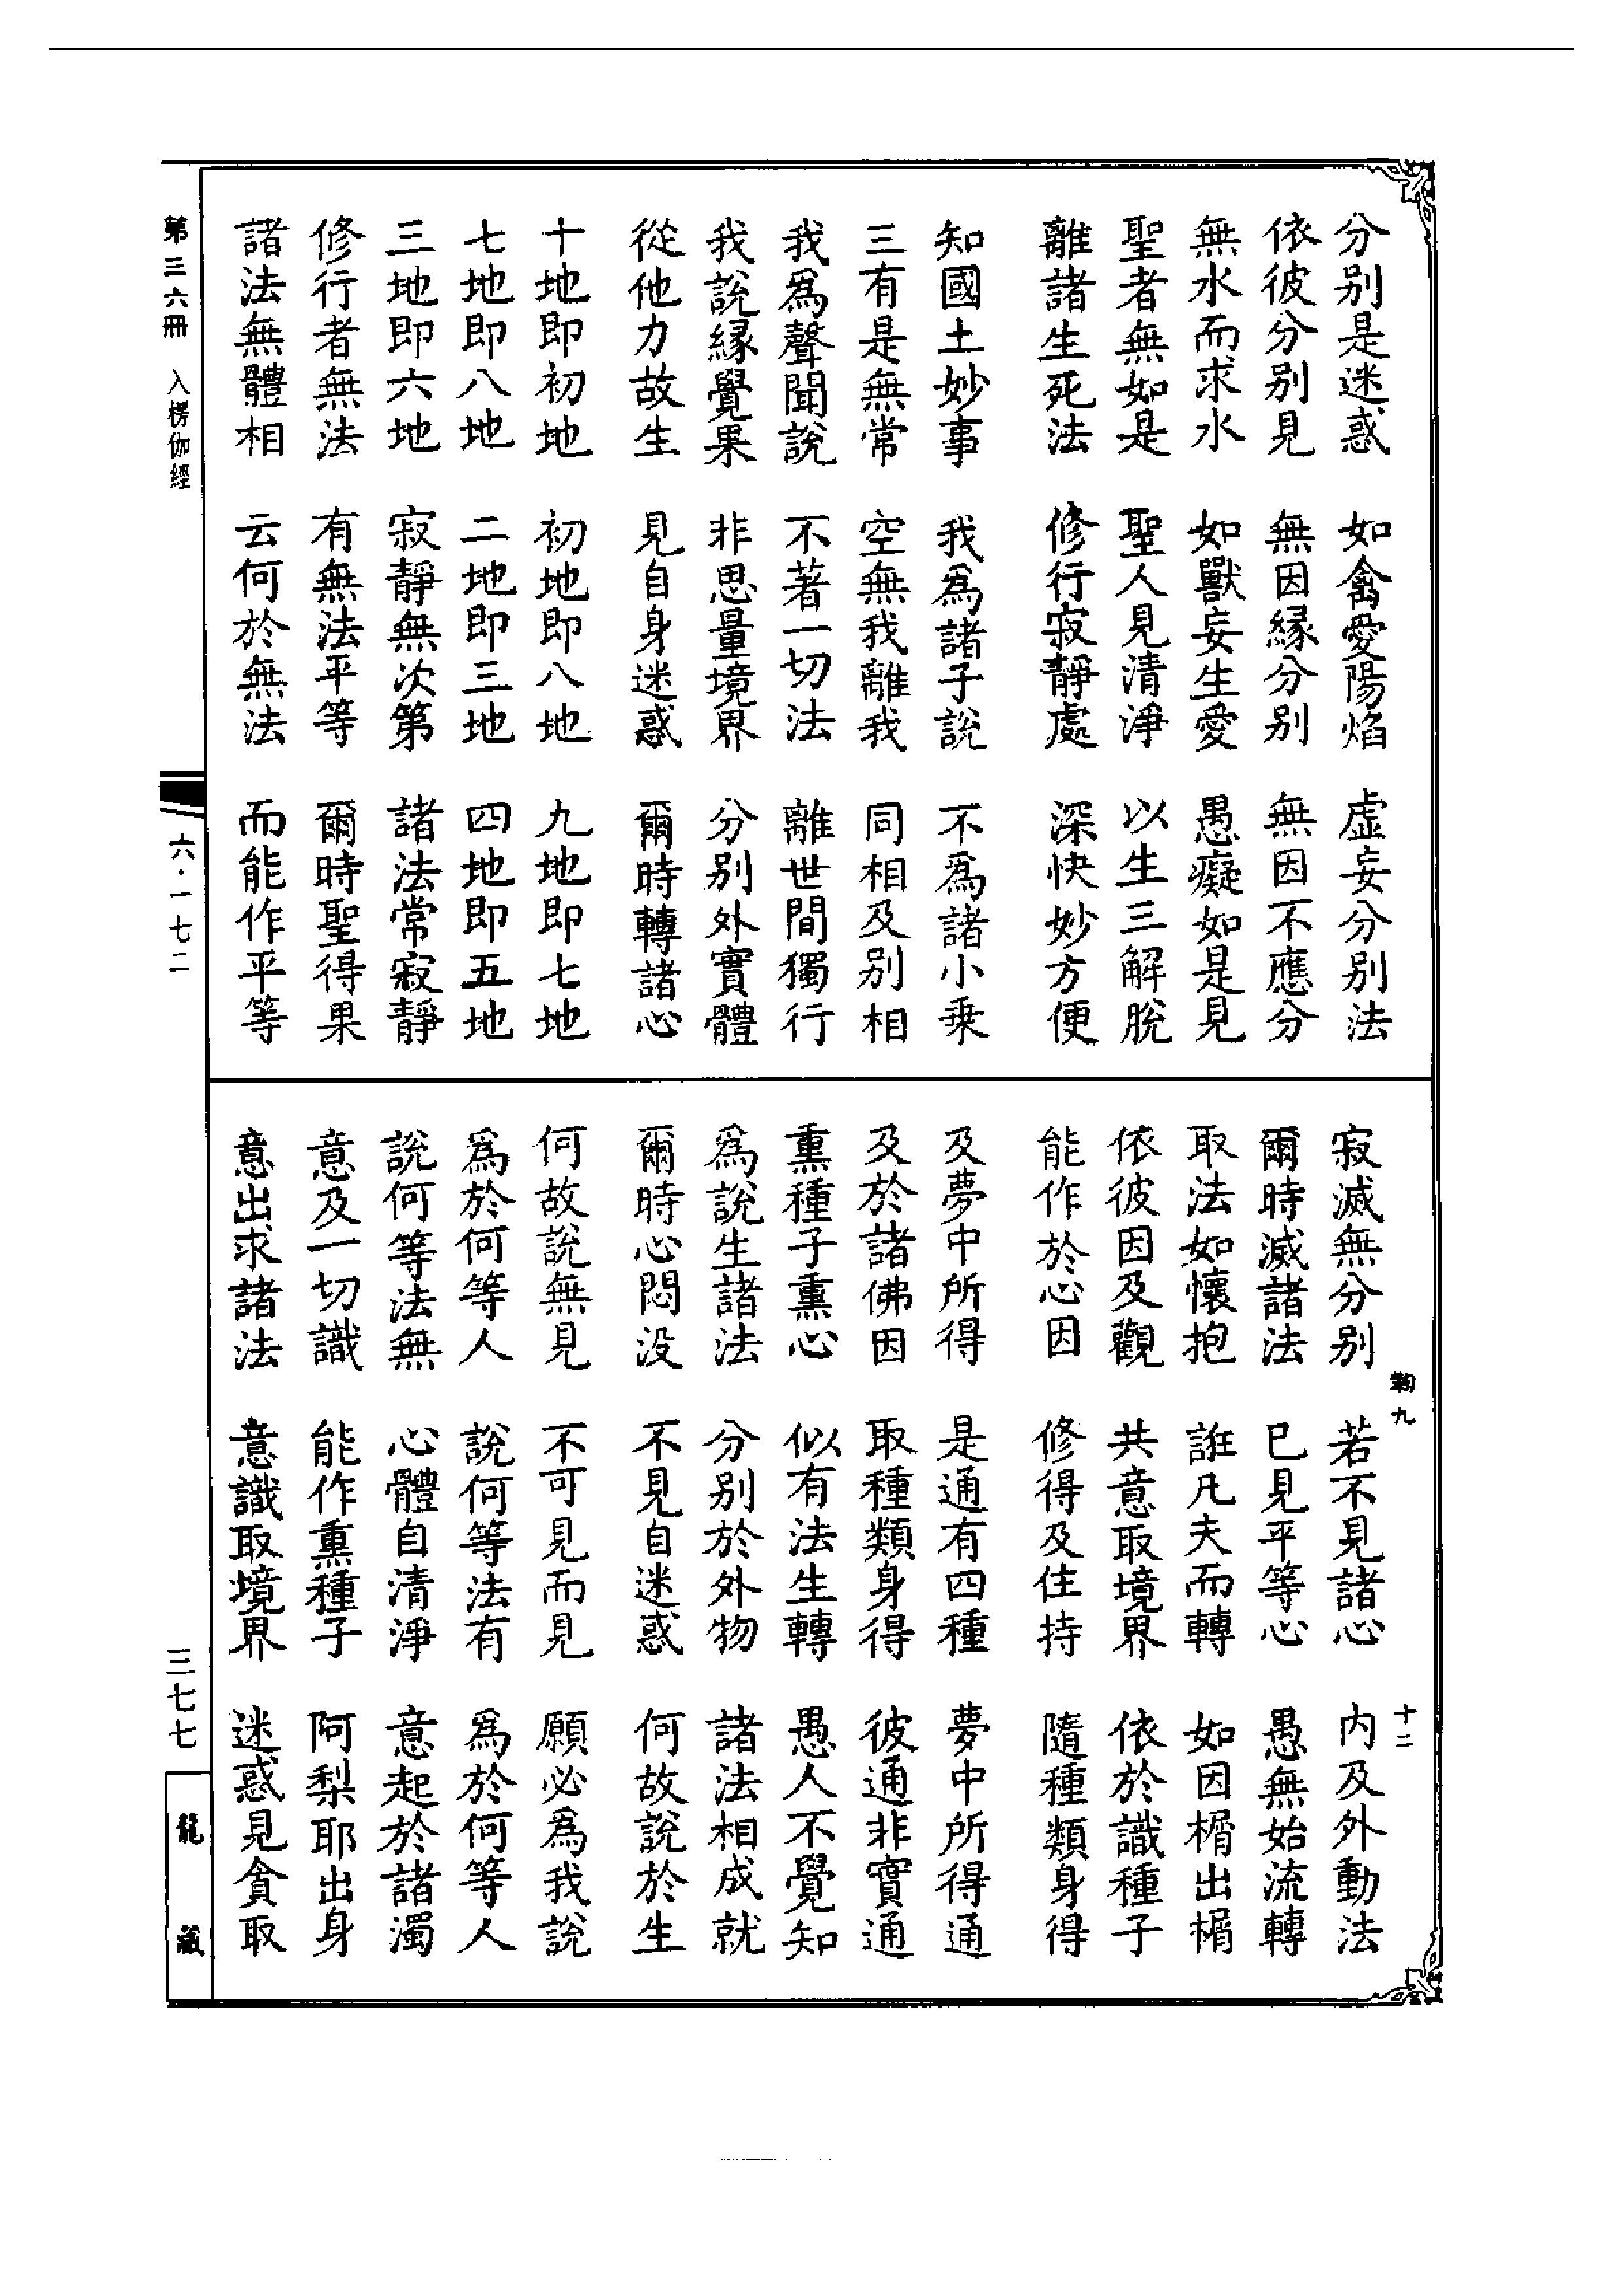 分別是迷惑　如禽愛陽焰　虛妄分別法
依彼分別見　無因緣分別　無因不應分
無水而求水　如獸妄生愛　愚癡如是見
聖者無如是　聖人見清淨　以生三解脫
離諸生死法　修行寂靜處　深快妙方便
知國土妙事　我為諸子說　不為諸小乘
三有是無常　空無我離我　同相及別相
我為聲聞說　不著一切法　離世間獨行
我說緣覺果　非思量境界　分別外實體
從他力故生　見自身迷惑　爾時轉諸心
十地即初地　初地即八地　九地即七地
七地即八地　二地即三地　四地即五地
三地即六地　寂靜無次第　諸法常寂靜
修行者無法　有無法平等　爾時聖得果
諸法無體相　云何於無法　而能作平等
寂滅無分別　若不見諸心　內及外動法
爾時滅諸法　已見平等心　愚無始流轉
取法如懷抱　誑凡夫而轉　如因榍出榍
依彼因及觀　共意取境界　依於識種子
能作於心因　修得及住持　隨種類身得
及夢中所得　是通有四種　夢中所得通
及於諸佛因　取種類身得　彼通非實通
熏種子熏心　似有法生轉　愚人不覺知
為說生諸法　分別於外物　諸法相成就
爾時心悶沒　不見自迷惑　何故說於生
何故說無見　不可見而見　願必為我說
為於何等人　說何等法有　為於何等人
說何等法無　心體自清淨　意起於諸濁
意及一切識　能作熏種子　阿梨耶出身
意出求諸法　意識取境界　迷惑見貪取
鞠九
十二
第三六冊　入楞伽經
六·一七二
三七七
龍藏